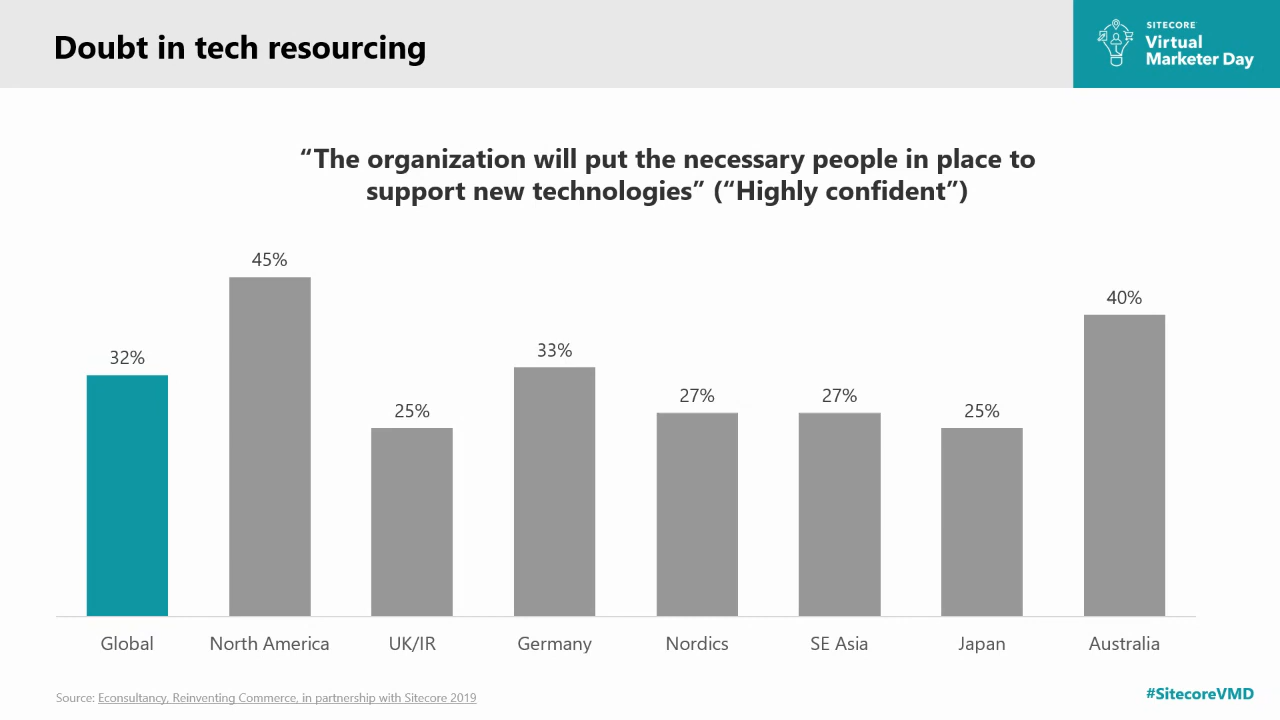 Doubt in tech resourcing
SITECORE
Virtual
Marketer Day
“The organization will put the necessary people in place to
support new technologies” (“Highly confident”)
32%
45%
25%
33%
27%
27%
25%
40%
Global
North America
UK/IR
Germany
Nordics
SE Asia
Japan
Australia
Source: Econsultancy, Reinventing Commerce, in partnership with Sitecore 2019
#SitecoreVMD